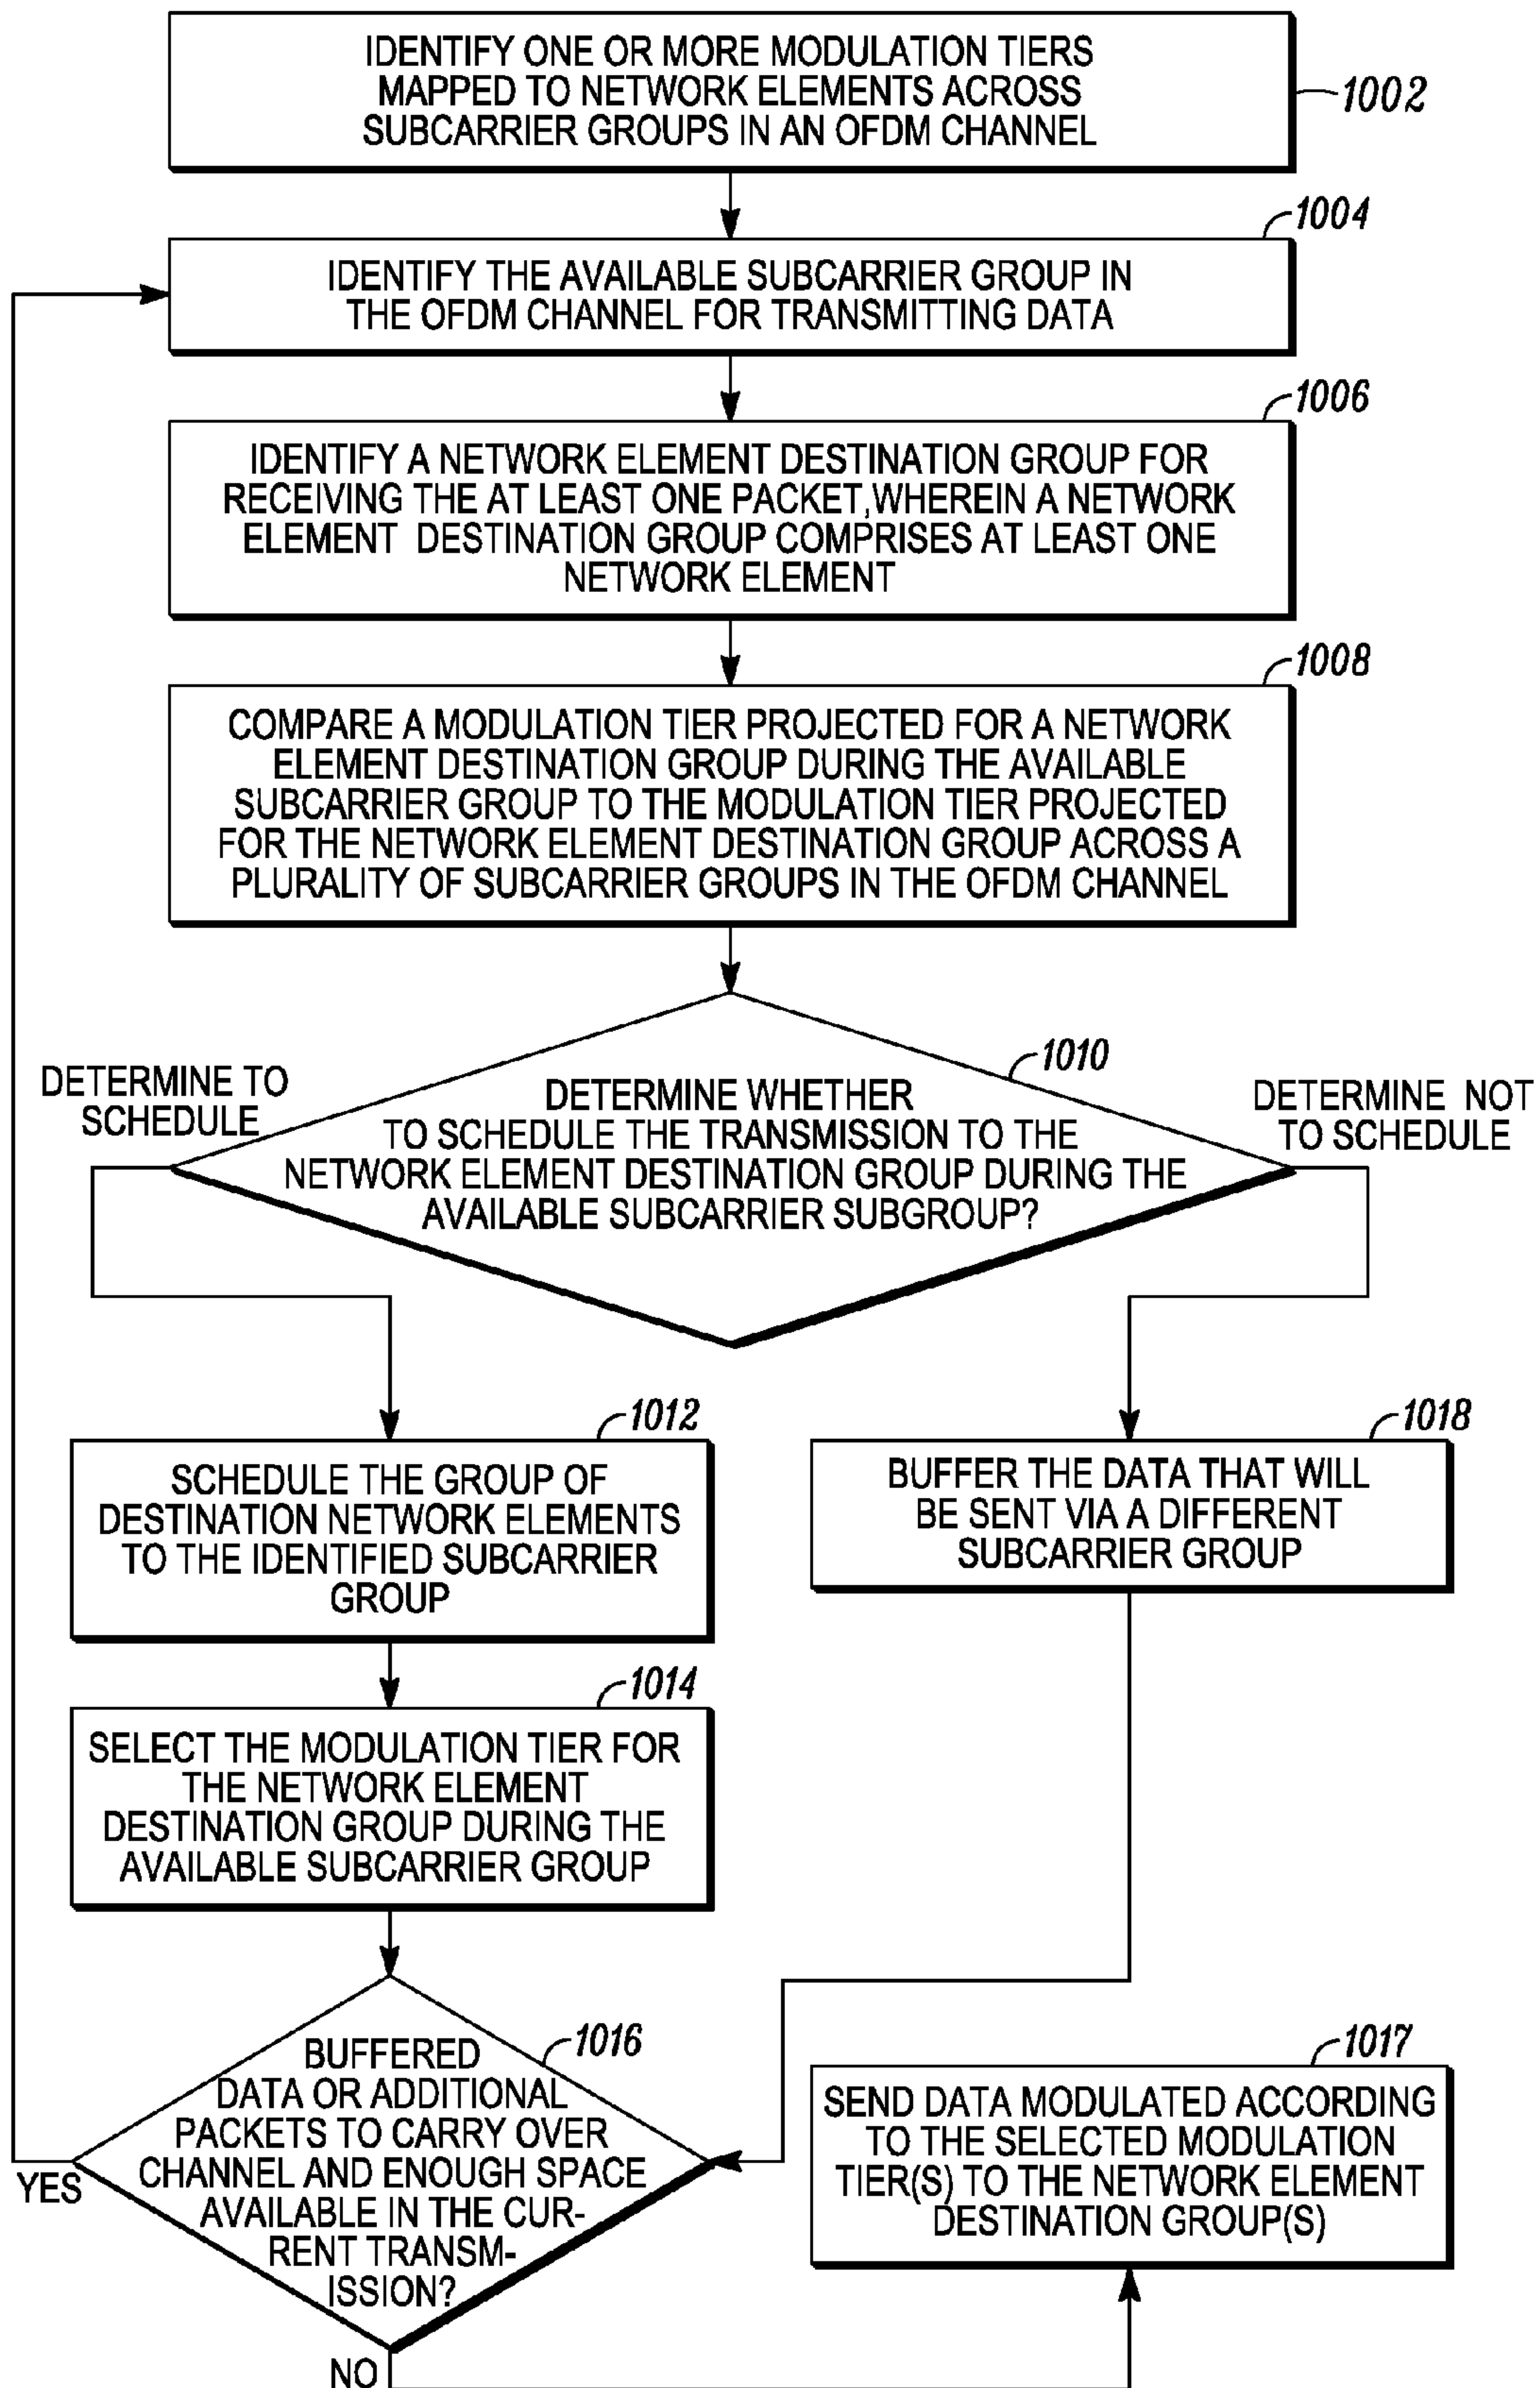 IDENTIFY ONE OR MORE MODULATION TIERS
MAPPED TO NETWORK ELEMENTS ACROSS
SUBCARRIER GROUPS IN AN OFDM CHANNEL
1002
1004
IDENTIFY THE AVAILABLE SUBCARRIER GROUP IN
THE OFDM CHANNEL FOR TRANSMITTING DATA
1006
IDENTIFY A NETWORK ELEMENT DESTINATION GROUP FOR
RECEIVING THE AT LEAST ONE PACKET,WHEREIN A NETWORK
ELEMENT DESTINATION GROUP COMPRISES AT LEAST ONE
NETWORK ELEMENT
1008
COMPARE A MODULATION TIER PROJECTED FOR A NETWORK
ELEMENT DESTINATION GROUP DURING THE AVAILABLE
SUBCARRIER GROUP TO THE MODULATION TIER PROJECTED
FOR THE NETWORK ELEMENT DESTINATION GROUP ACROSS A
PLURALITY OF SUBCARRIER GROUPS IN THE OFDM CHANNEL
1010
DETERMINE TO
SCHEDULE
DETERMINE WHETHER
TO SCHEDULE THE TRANSMISSION TO THE
NETWORK ELEMENT DESTINATION GROUP DURING THE
AVAILABLE SUBCARRIER SUBGROUP?
DETERMINE NOT
TO SCHEDULE
1012
SCHEDULE THE GROUP OF
DESTINATION NETWORK ELEMENTS
TO THE IDENTIFIED SUBCARRIER
GROUP
1018
BUFFER THE DATA THAT WILL
BE SENT VIA A DIFFERENT
SUBCARRIER GROUP
1014
SELECT THE MODULATION TIER FOR
THE NETWORK ELEMENT
DESTINATION GROUP DURING THE
AVAILABLE SUBCARRIER GROUP
1016
BUFFERED
DATA OR ADDITIONAL
PACKETS TO CARRY OVER
CHANNEL AND ENOUGH SPACE
AVAILABLE IN THE CUR-
RENT TRANSM-
ISSION?
YES
NO
1017
SEND DATA MODULATED ACCORDING
TO THE SELECTED MODULATION
TIER(S) TO THE NETWORK ELEMENT
DESTINATION GROUP(S)